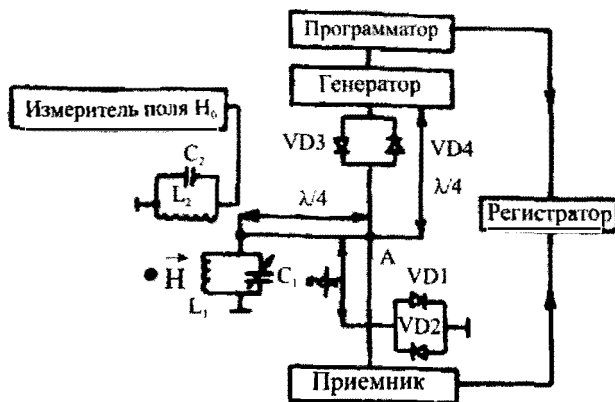 Программатор
Генератор
Измеритель поля H₀
VD3
VD4
C₂
L₂
λ/4
λ/4
Регистратор
A
H
C₁
L₁
VD1
VD2
Приемник